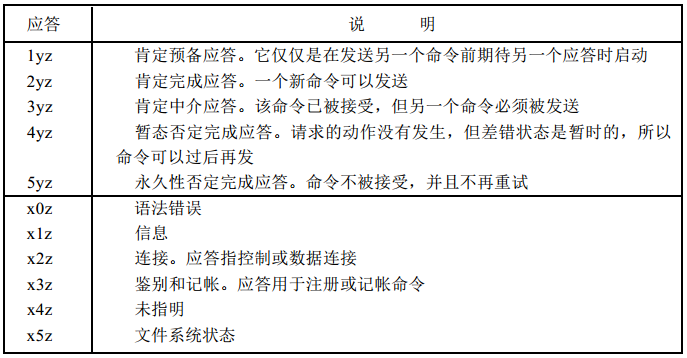 应答 说 明
1yz 肯定预备应答。它仅仅是在发送另一个命令前期待另一个应答时启动
2yz 肯定完成应答。一个新命令可以发送
3yz 肯定中介应答。该命令已被接受，但另一个命令必须被发送
4yz 暂态否定完成应答。请求的动作没有发生，但差错状态是暂时的，所以
命令可以过后再发
5yz 永久性否定完成应答。命令不被接受，并且不再重试
x0z 语法错误
x1z 信息
x2z 连接。应答指控制或数据连接
x3z 鉴别和记帐。应答用于注册或记帐命令
x4z 未指明
x5z 文件系统状态